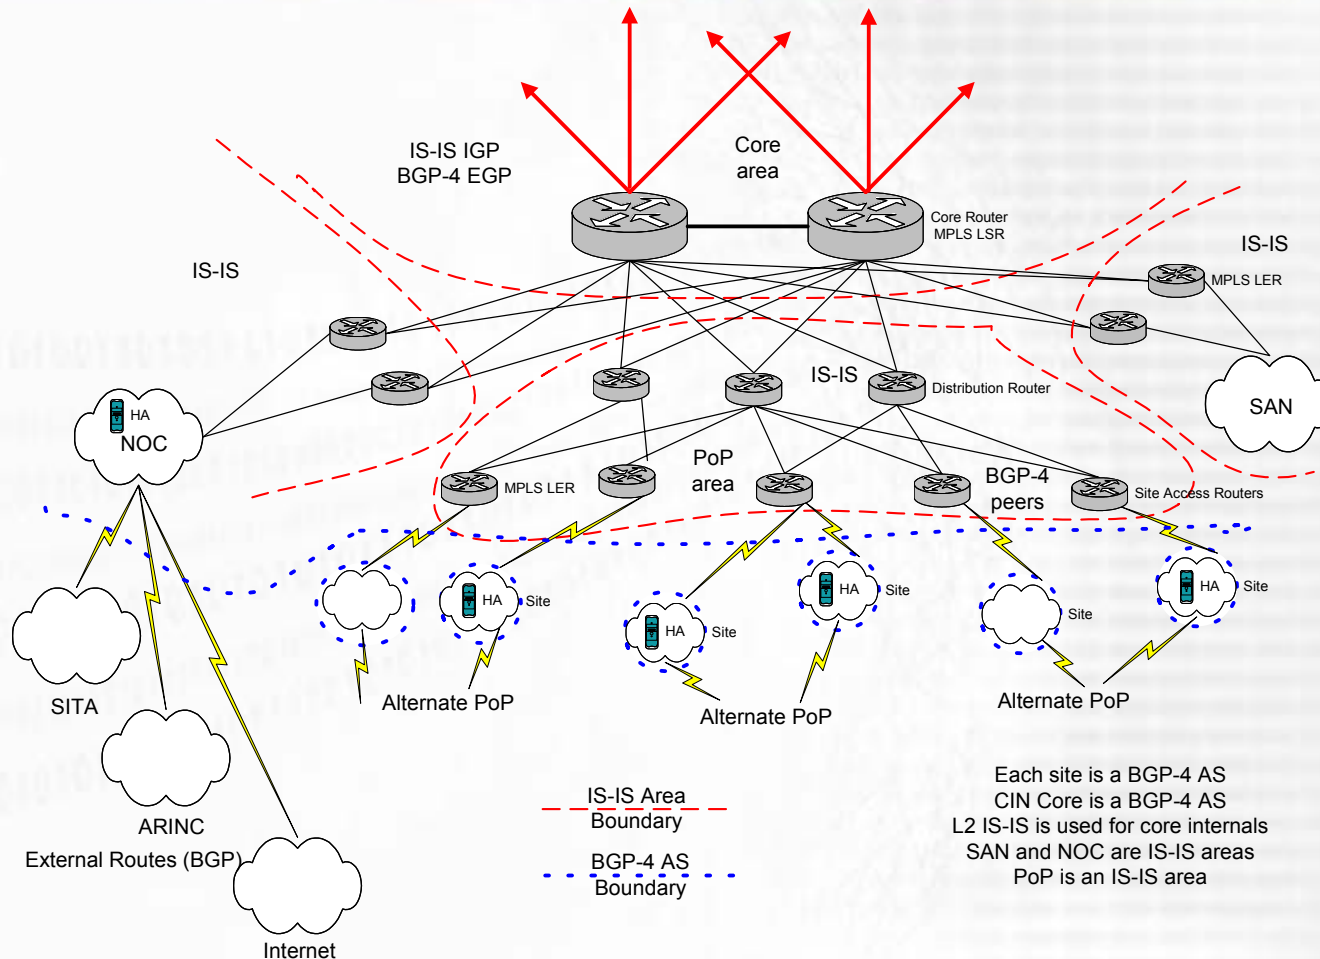 IS-IS IGP
BGP-4 EGP
Core
area
Core Router
MPLS LSR
IS-IS
IS-IS
MPLS LER
IS-IS
Distribution Router
HA
NOC
SAN
PoP
area
MPLS LER
BGP-4
peers
Site Access Routers
HA
Site
HA
Site
HA
Site
Site
HA
Site
SITA
Alternate PoP
Alternate PoP
Alternate PoP
ARINC
External Routes (BGP)
Internet
IS-IS Area
Boundary
BGP-4 AS
Boundary
Each site is a BGP-4 AS
CIN Core is a BGP-4 AS
L2 IS-IS is used for core internals
SAN and NOC are IS-IS areas
PoP is an IS-IS area